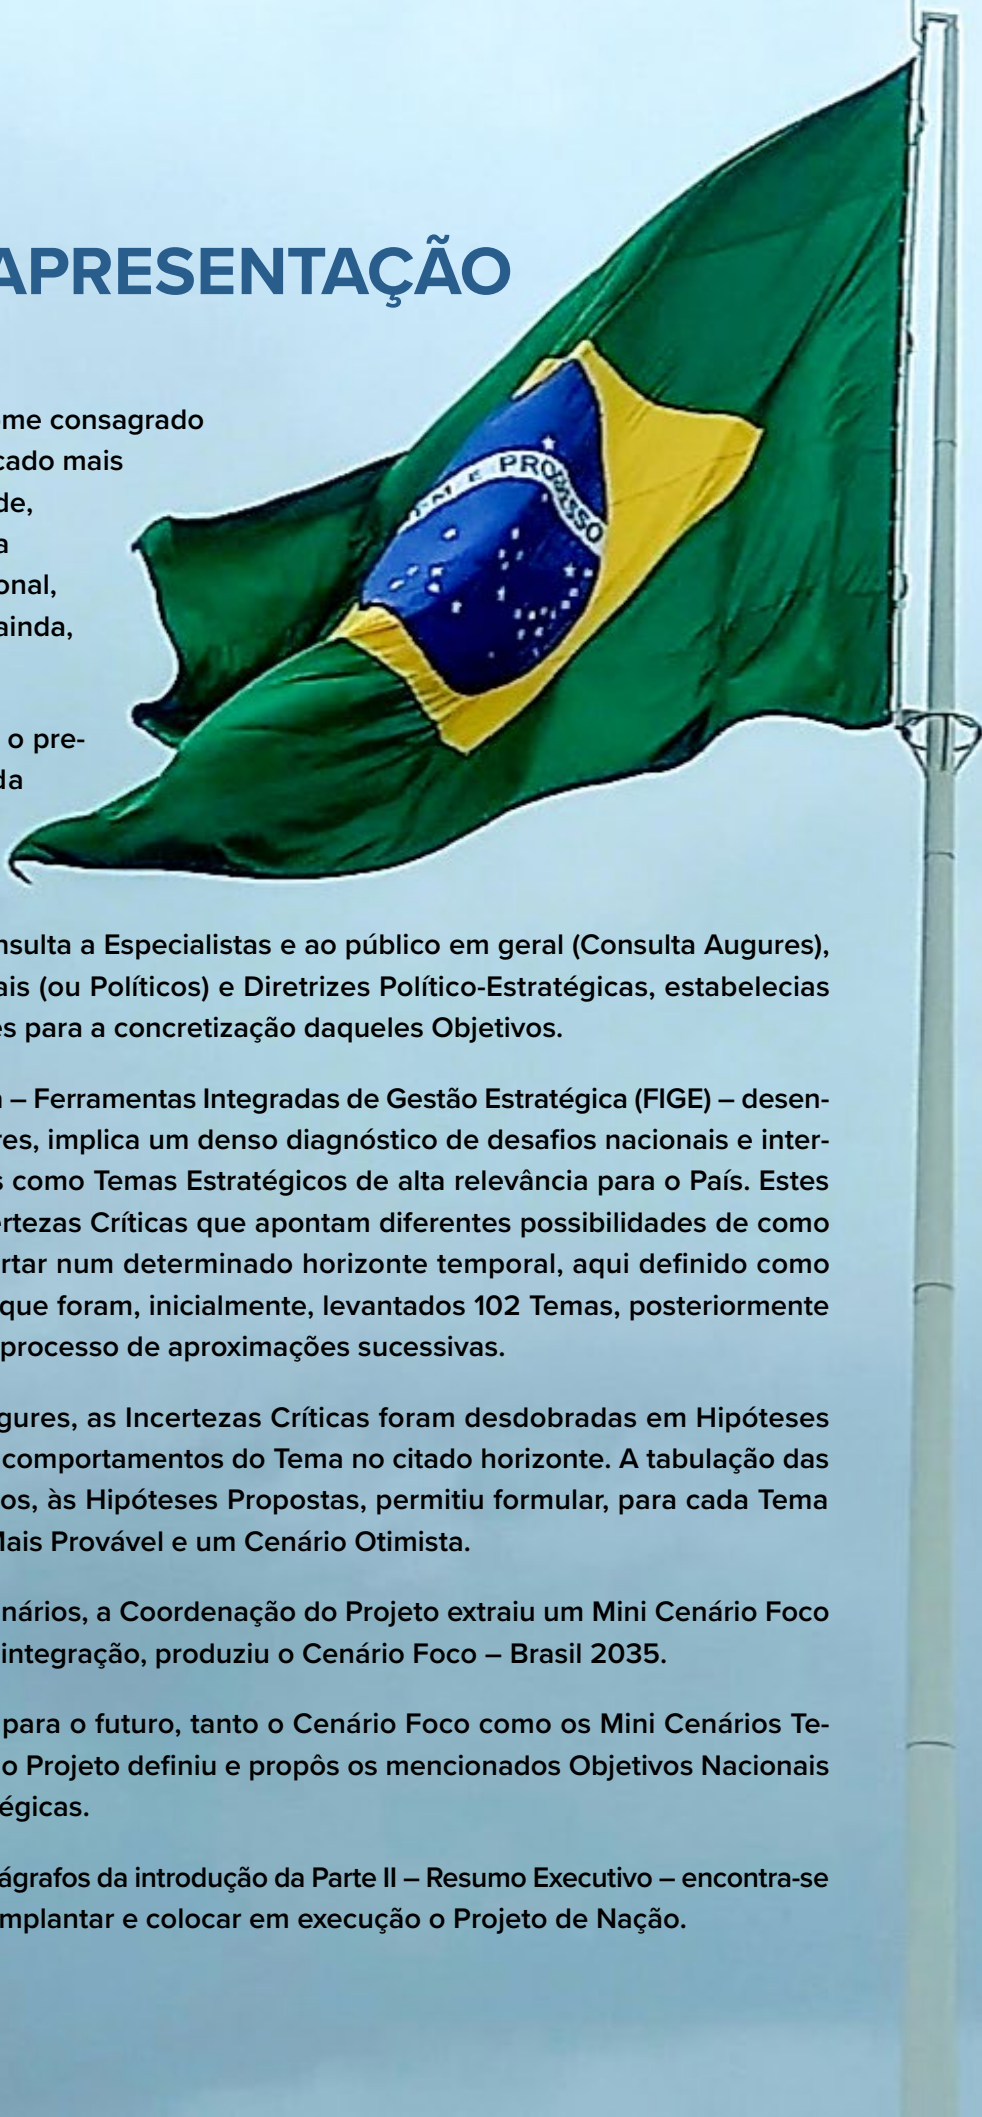 APRESENTAÇÃO
me consagrado
cado mais
de,
a
onal,
ainda,
PROGRESSO
o pre-
da
nsulta a Especialistas e ao público em geral (Consulta Augures),
ais (ou Políticos) e Diretrizes Político-Estratégicas, estabelecias
es para a concretização daqueles Objetivos.
– Ferramentas Integradas de Gestão Estratégica (FIGE) – desen-
res, implica um denso diagnóstico de desafios nacionais e inter-
s como Temas Estratégicos de alta relevância para o País. Estes
ertezas Críticas que apontam diferentes possibilidades de como
rtar num determinado horizonte temporal, aqui definido como
que foram, inicialmente, levantados 102 Temas, posteriormente
processo de aproximações sucessivas.
gures, as Incertezas Críticas foram desdobradas em Hipóteses
comportamentos do Tema no citado horizonte. A tabulação das
os, às Hipóteses Propostas, permitiu formular, para cada Tema
Mais Provável e um Cenário Otimista.
nários, a Coordenação do Projeto extraiu um Mini Cenário Foco
integração, produziu o Cenário Foco – Brasil 2035.
para o futuro, tanto o Cenário Foco como os Mini Cenários Te-
o Projeto definiu e propôs os mencionados Objetivos Nacionais
égicas.
ágrafos da introdução da Parte II – Resumo Executivo – encontra-se
mplantar e colocar em execução o Projeto de Nação.